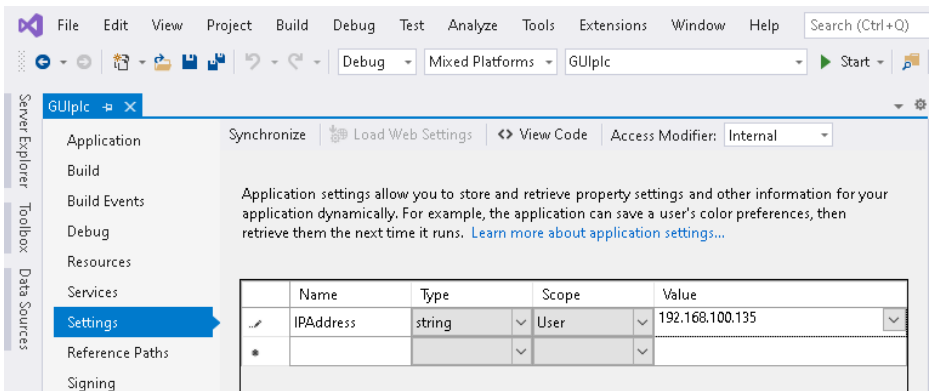 File Edit View Project Build Debug Test Analyze Tools Extensions Window Help Search (Ctrl+Q)
Debug Mixed Platforms GUIplc Start
Server Explorer
Toolbox
Data Sources
GUIplc
Application
Build
Build Events
Debug
Resources
Services
Settings
Reference Paths
Signing
Synchronize Load Web Settings View Code Access Modifier: Internal
Application settings allow you to store and retrieve property settings and other information for your
application dynamically. For example, the application can save a user's color preferences, then
retrieve them the next time it runs. Learn more about application settings...
Name Type Scope Value
IPAddress string User 192.168.100.135